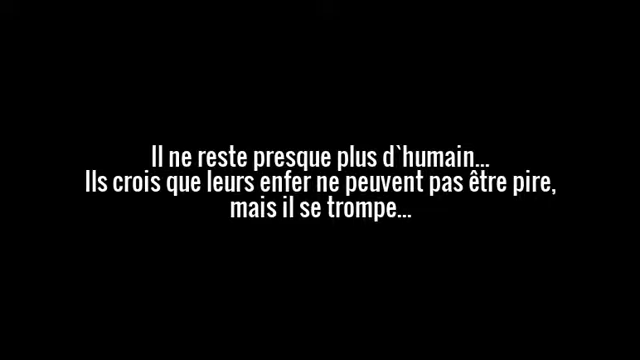 Il ne reste presque plus d`humain...
Ils crois que leurs enfer ne peuvent pas être pire,
mais il se trompe...